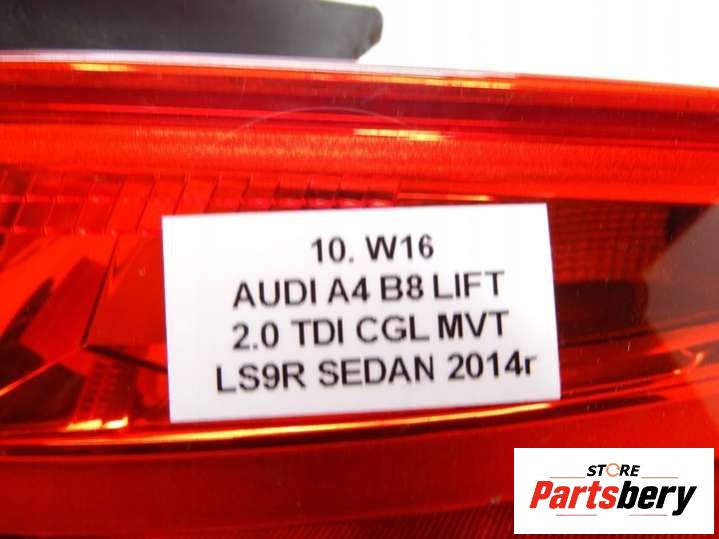 10. W16
AUDI A4 B8 LIFT
2.0 TDI CGL MVT
LS9R SEDAN 2014r
STORE
Partsbery